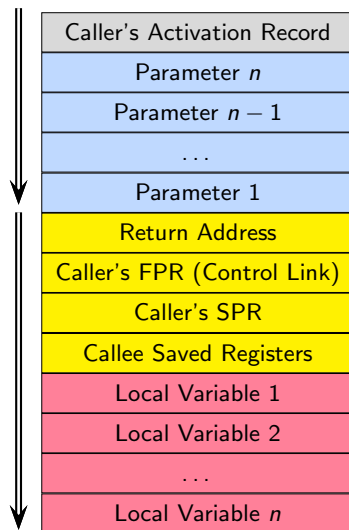 Caller's Activation Record
Parameter n
Parameter n − 1
. . .
Parameter 1
Return Address
Caller's FPR (Control Link)
Caller's SPR
Callee Saved Registers
Local Variable 1
Local Variable 2
. . .
Local Variable n